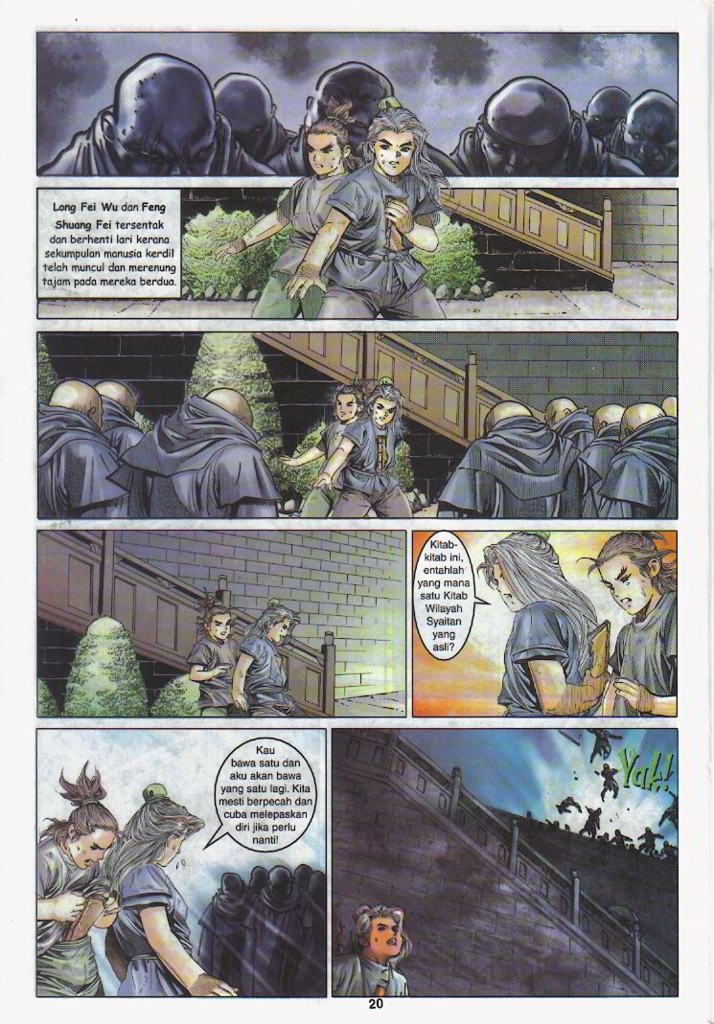 Long Fei Wu dan Feng
Shuang Fei tersentak
dan berhenti lari kerana
sekumpulan manusia kerdil
telah muncul dan merenung
tajam pada mereka berdua.
Kitab-
kitab ini,
entahlah
yang mana
satu Kitab
Wilayah
Syaitan
yang
asli?
Kau
bawa satu dan
aku akan bawa
yang satu lagi. Kita
mesti berpecah dan
cuba melepaskan
diri jika perlu
nanti!
Yah!!
20